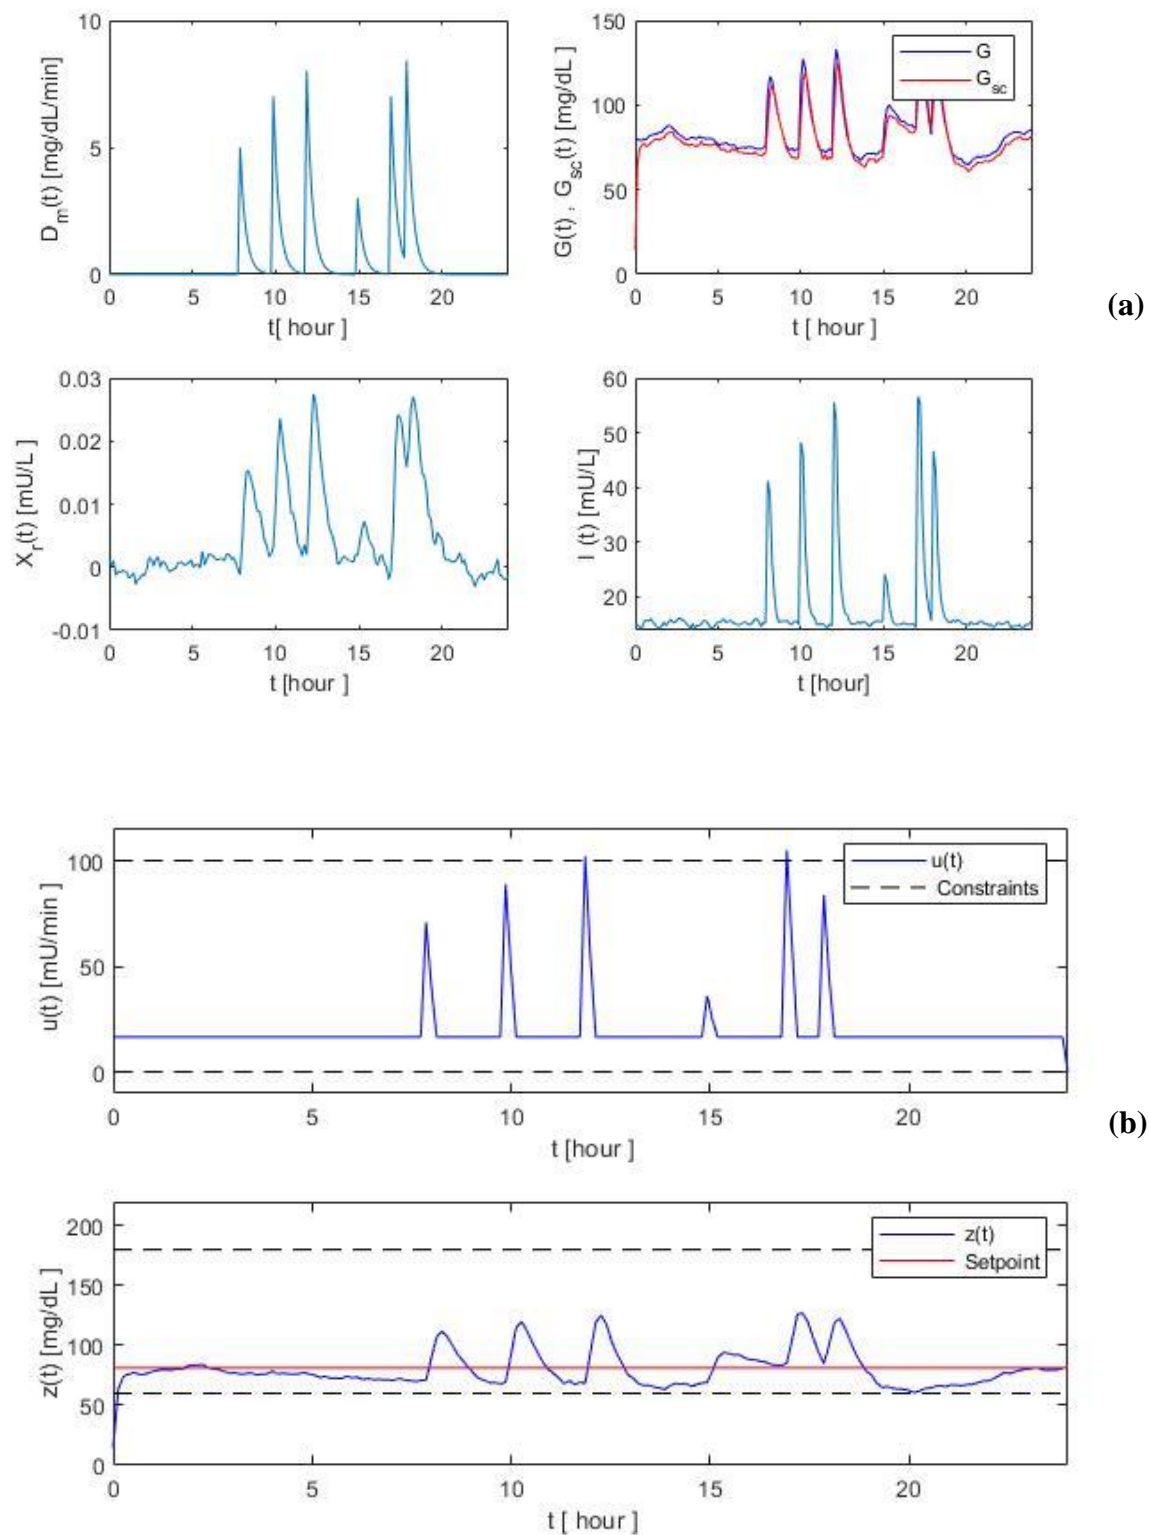 10
5
0
D_m(t) [mg/dL/min]
0 5 10 15 20
t[ hour ]
150
100
50
0
G(t) , G_sc(t) [mg/dL ]
G
G_sc
0 5 10 15 20
t [ hour ]
(a)
0.03
0.02
0.01
0
-0.01
X_r(t) [mU/L ]
0 5 10 15 20
t [hour ]
60
50
40
30
20
I (t) [mU/L]
0 5 10 15 20
t [hour]
100
50
0
u(t) [mU/min ]
u(t)
Constraints
0 5 10 15 20
t [hour ]
(b)
200
150
100
50
0
z(t) [mg/dL ]
z(t)
Setpoint
0 5 10 15 20
t [ hour ]